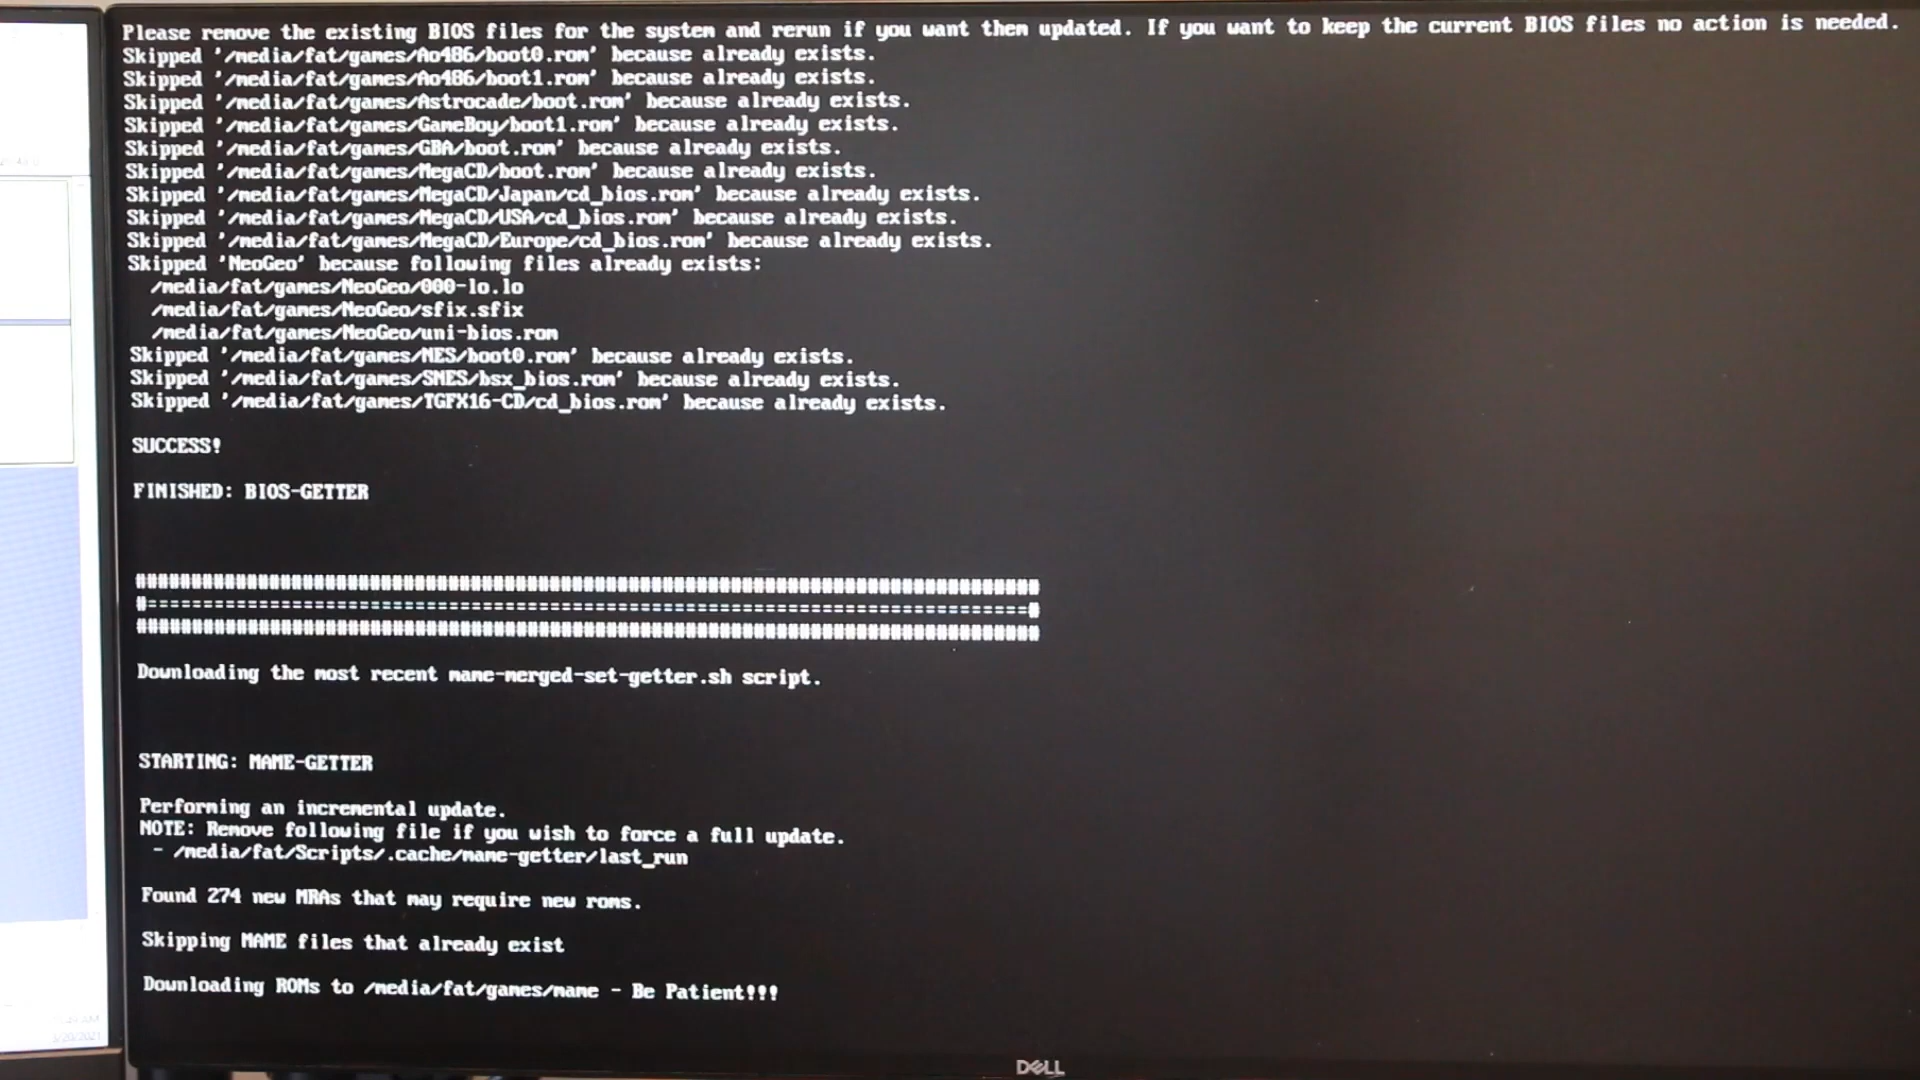 Please remove the existing BIOS files for the system and rerun if you want them updated. If you want to keep the current BIOS files no action is needed.
Skipped '/media/fat/games/Ao486/boot0.rom' because already exists.
Skipped '/media/fat/games/Ao486/boot1.rom' because already exists.
Skipped '/media/fat/games/Astrocade/boot.rom' because already exists.
Skipped '/media/fat/games/GameBoy/boot1.rom' because already exists.
Skipped '/media/fat/games/GBA/boot.rom' because already exists.
Skipped '/media/fat/games/MegaCD/boot.rom' because already exists.
Skipped '/media/fat/games/MegaCD/Japan/cd_bios.rom' because already exists.
Skipped '/media/fat/games/MegaCD/USA/cd_bios.rom' because already exists.
Skipped '/media/fat/games/MegaCD/Europe/cd_bios.rom' because already exists.
Skipped 'NeoGeo' because following files already exists:
/media/fat/games/NeoGeo/000-lo.lo
/media/fat/games/NeoGeo/sfix.sfix
/media/fat/games/NeoGeo/uni-bios.rom
Skipped '/media/fat/games/NES/boot0.rom' because already exists.
Skipped '/media/fat/games/SNES/bsx_bios.rom' because already exists.
Skipped '/media/fat/games/TGFX16-CD/cd_bios.rom' because already exists.
SUCCESS!
FINISHED: BIOS-GETTER
Downloading the most recent mame-merged-set-getter.sh script.
STARTING: MAME-GETTER
Performing an incremental update.
NOTE: Remove following file if you wish to force a full update.
- /media/fat/Scripts/.cache/mame-getter/last_run
Found 274 new MRAs that may require new roms.
Skipping MAME files that already exist
Downloading ROMs to /media/fat/games/mame - Be Patient!!!
DELL